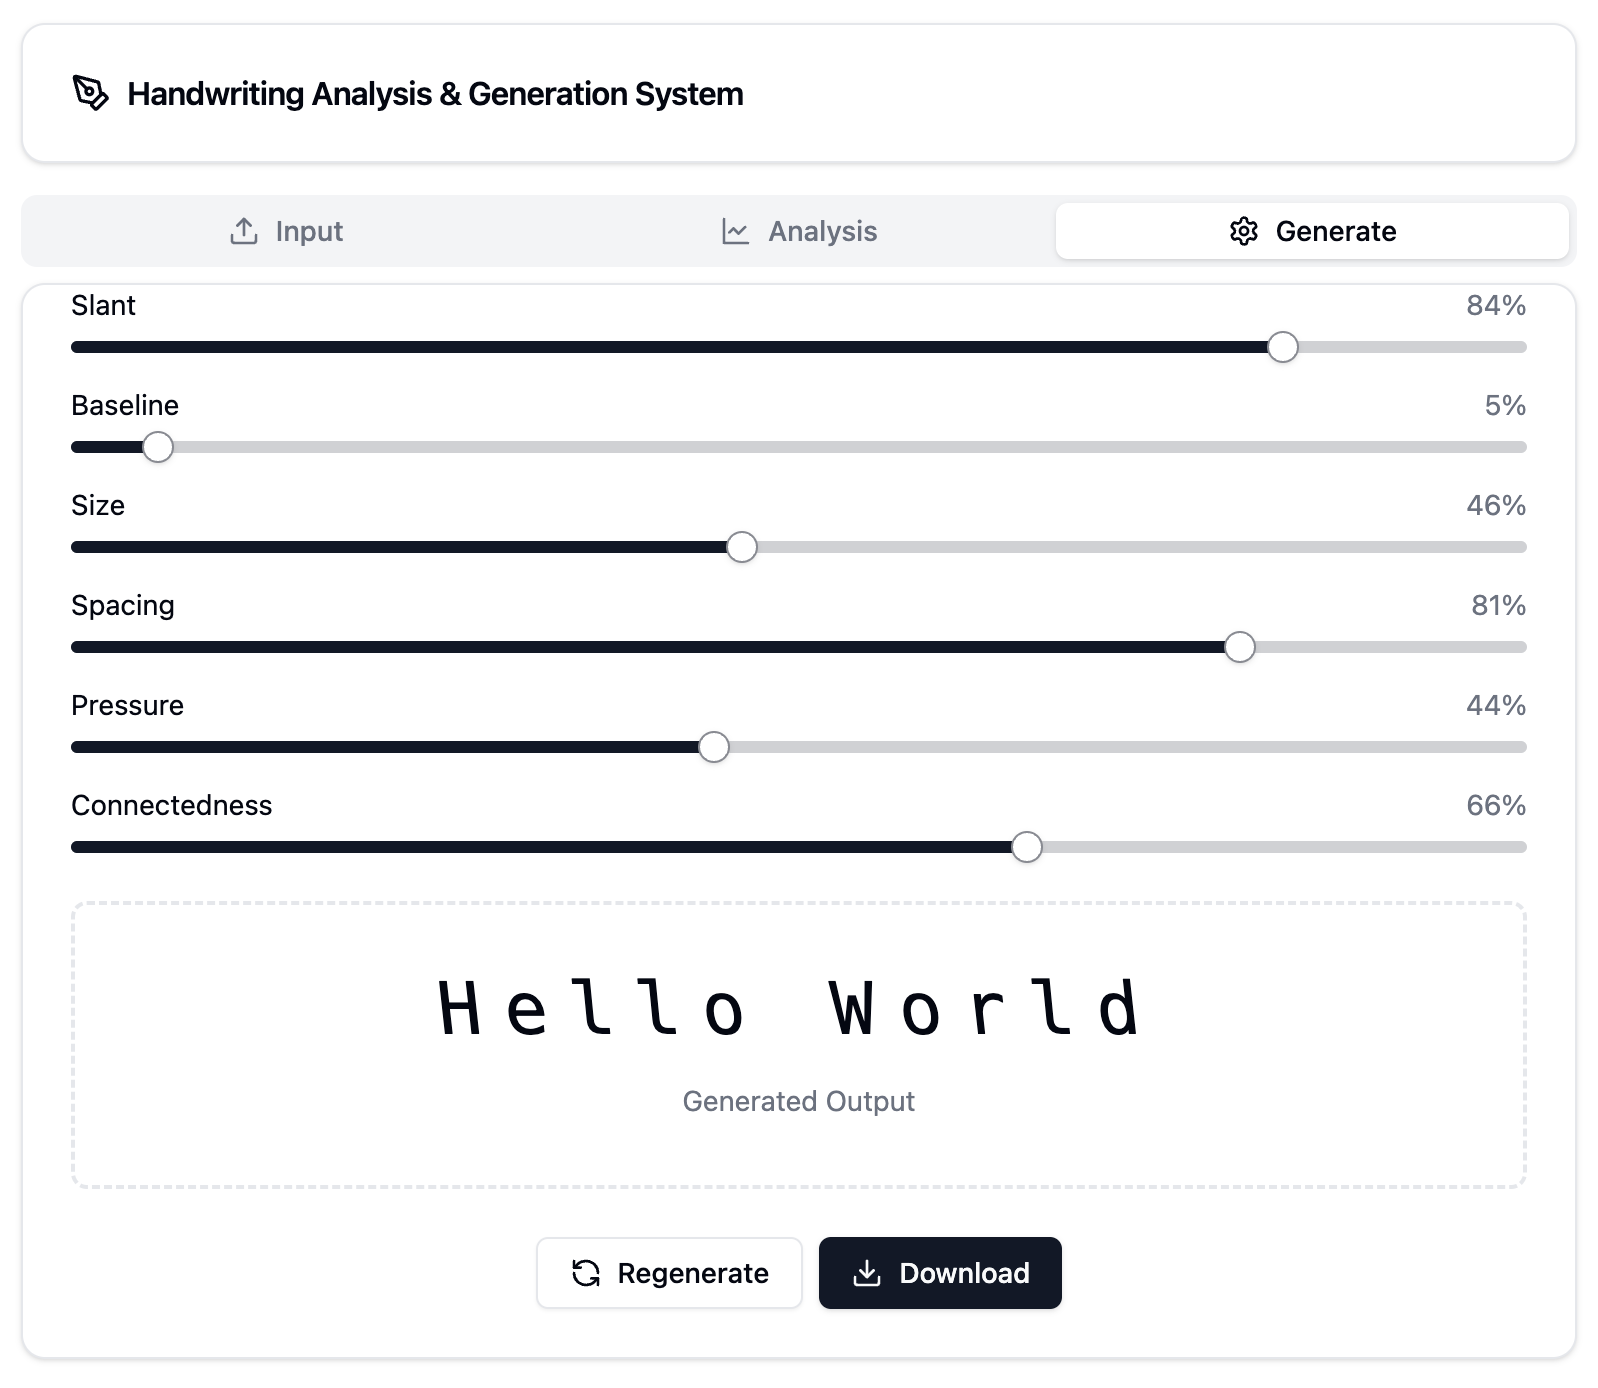 Handwriting Analysis & Generation System
Input Analysis Generate
Slant 84%
Baseline 5%
Size 46%
Spacing 81%
Pressure 44%
Connectedness 66%
Hello World
Generated Output
Regenerate Download